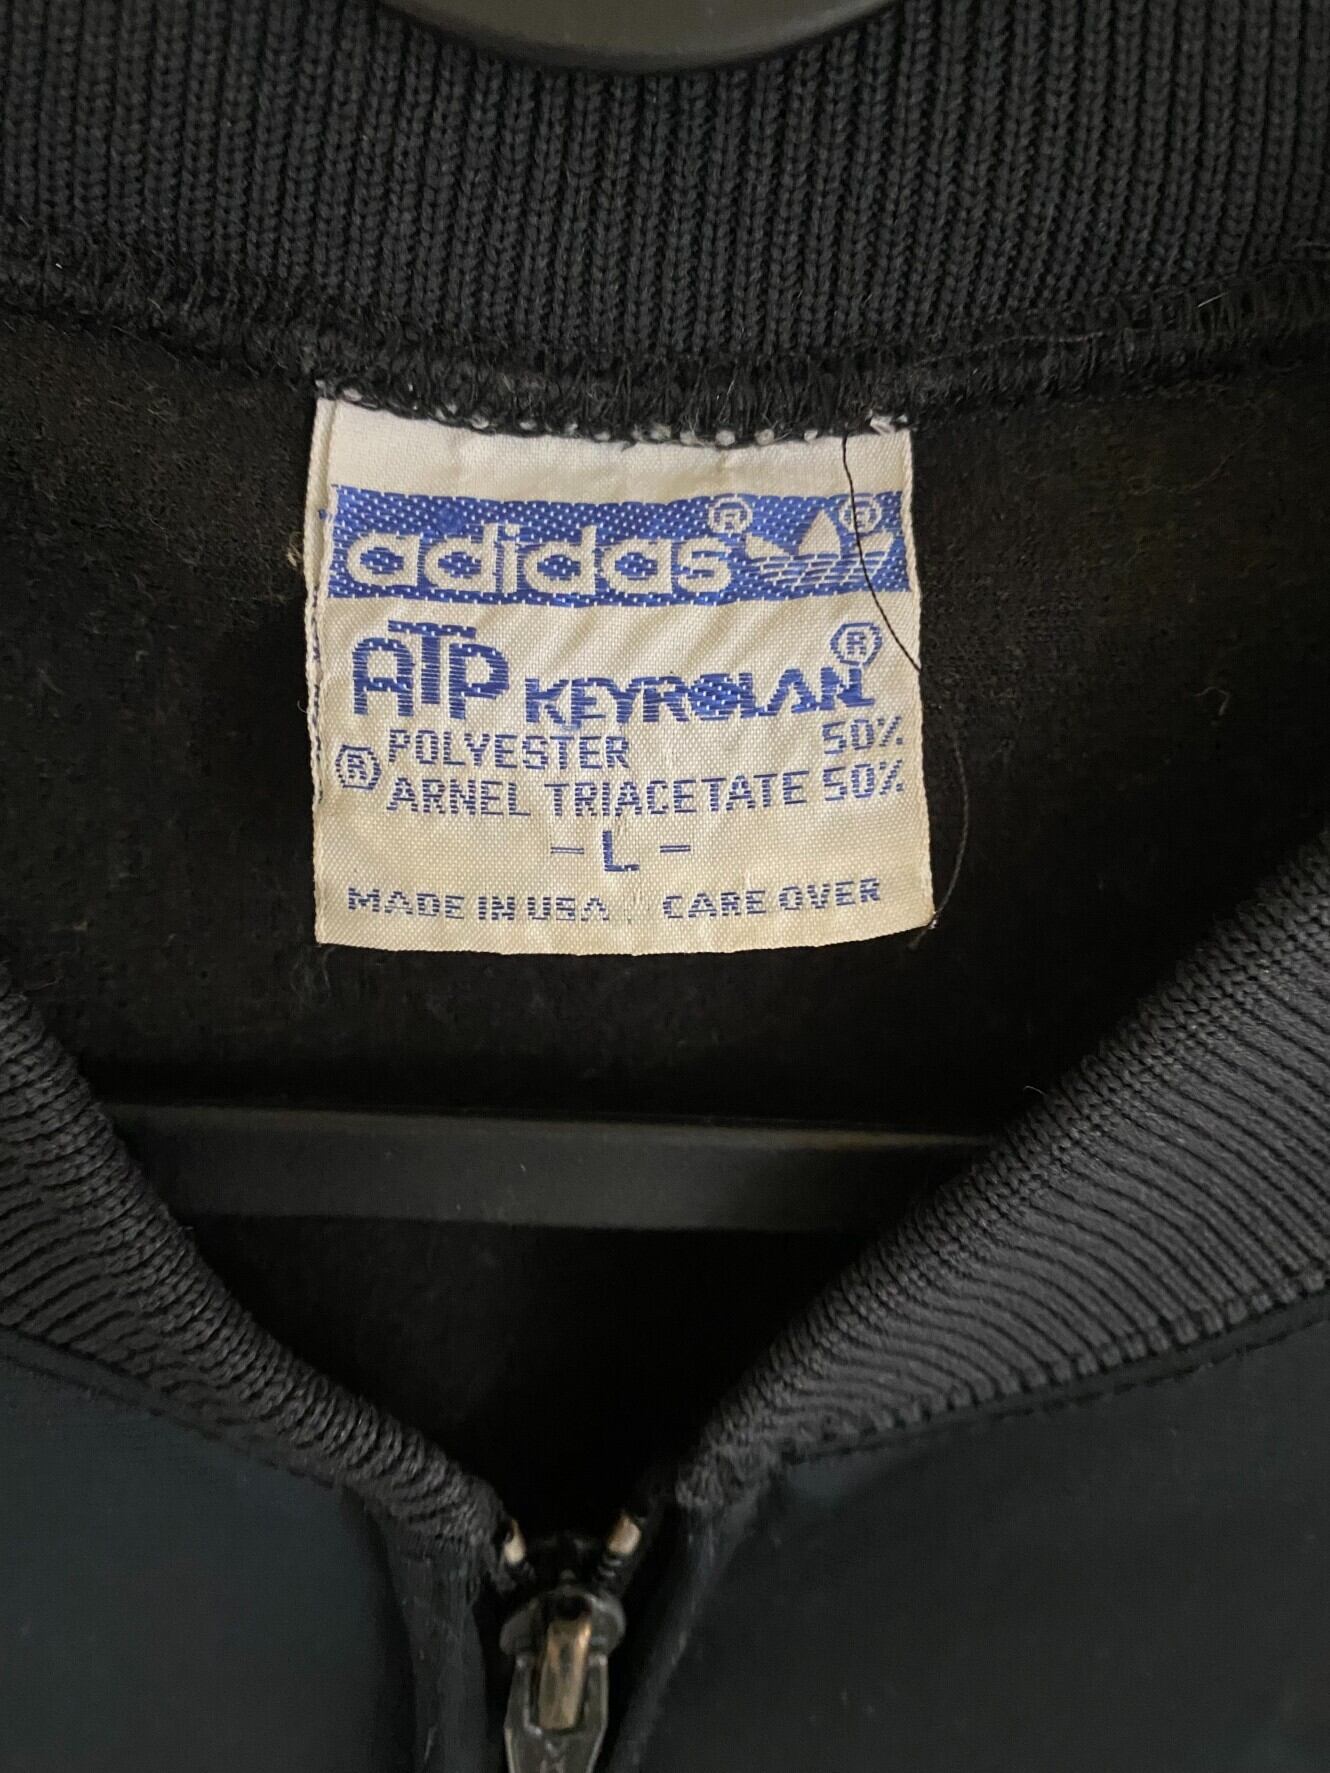 adidas® ®
ATP KEYROLAN®
POLYESTER 50%
® ARNEL TRIACETATE 50%
- L -
MADE IN USA. CARE OVER